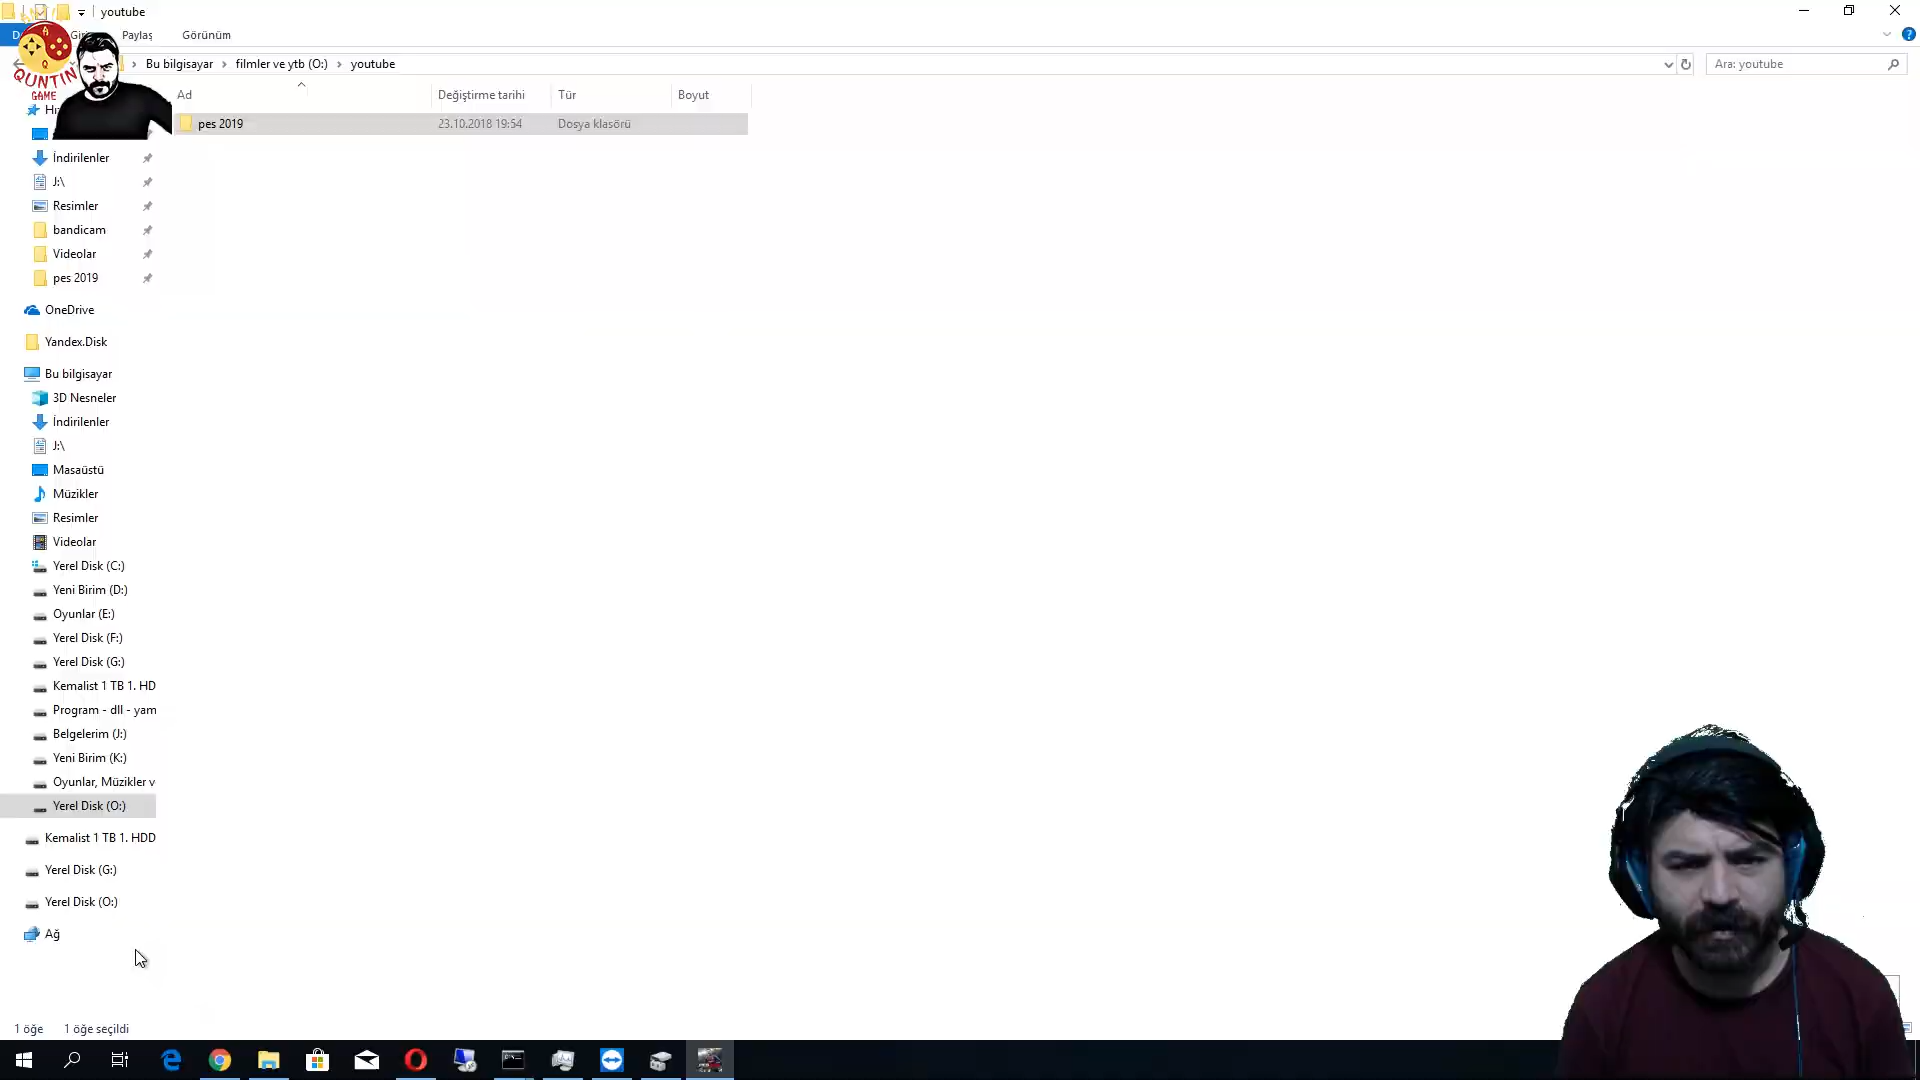 youtube
Paylaş
Görünüm
Bu bilgisayar > filmler ve ytb (O:) > youtube
Ara: youtube
QUNTIN
GAME
Ad
Değiştirme tarihi
Tür
Boyut
pes 2019
23.10.2018 19:54
Dosya klasörü
İndirilenler
J:\
Resimler
bandicam
Videolar
pes 2019
OneDrive
Yandex.Disk
Bu bilgisayar
3D Nesneler
İndirilenler
J:\
Masaüstü
Müzikler
Resimler
Videolar
Yerel Disk (C:)
Yeni Birim (D:)
Oyunlar (E:)
Yerel Disk (F:)
Yerel Disk (G:)
Kemalist 1 TB 1. HD
Program - dll - yam
Belgelerim (J:)
Yeni Birim (K:)
Oyunlar, Müzikler v
Yerel Disk (O:)
Kemalist 1 TB 1. HDD
Yerel Disk (G:)
Yerel Disk (O:)
Ağ
1 öğe
1 öğe seçildi